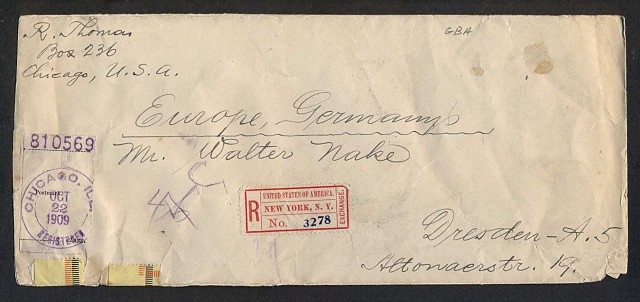 R. Thomas
Box 236
Chicago, U.S.A.
GBA
Europe, Germany
Mr. Walter Nake
810569
CHICAGO, ILL.
OCT
22
1909
REGISTERED
UNITED STATES OF AMERICA.
R
NEW YORK, N.Y.
EXCHANGE.
No. 3278
Dresden-A. 5
Altonaerstr. 19.